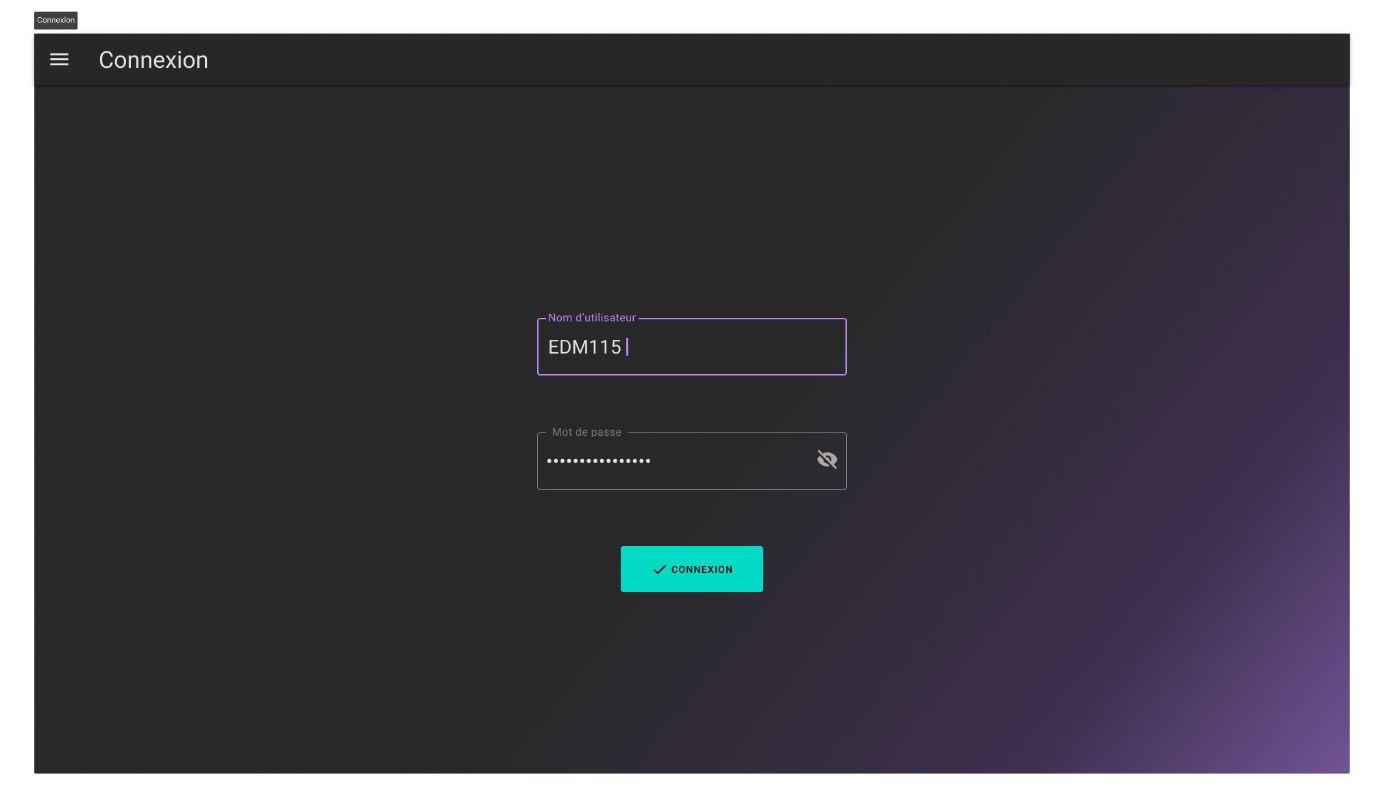 Connexion
Connexion
Nom d’utilisateur
EDM115
Mot de passe
••••••••••••••••
CONNEXION